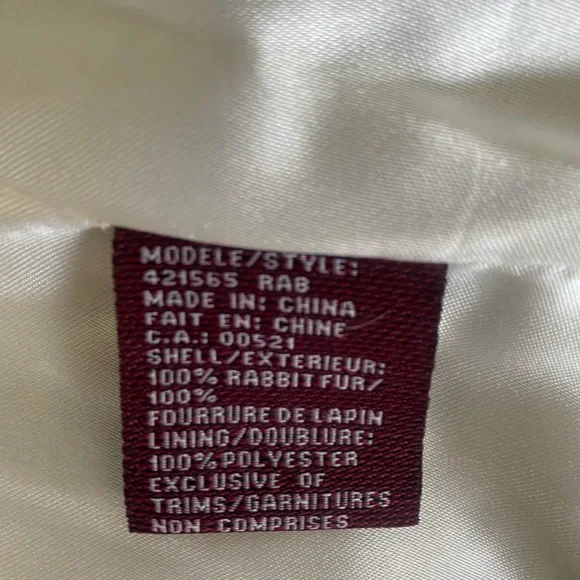 MODELE/STYLE:
421565 RAB
MADE IN: CHINA
FAIT EN: CHINE
C.A.: 00521
SHELL/EXTERIEUR:
100% RABBIT FUR/
100%
FOURRURE DE LAPIN
LINING/DOUBLURE:
100% POLYESTER
EXCLUSIVE OF
TRIMS/GARNITURES
NON COMPRISES